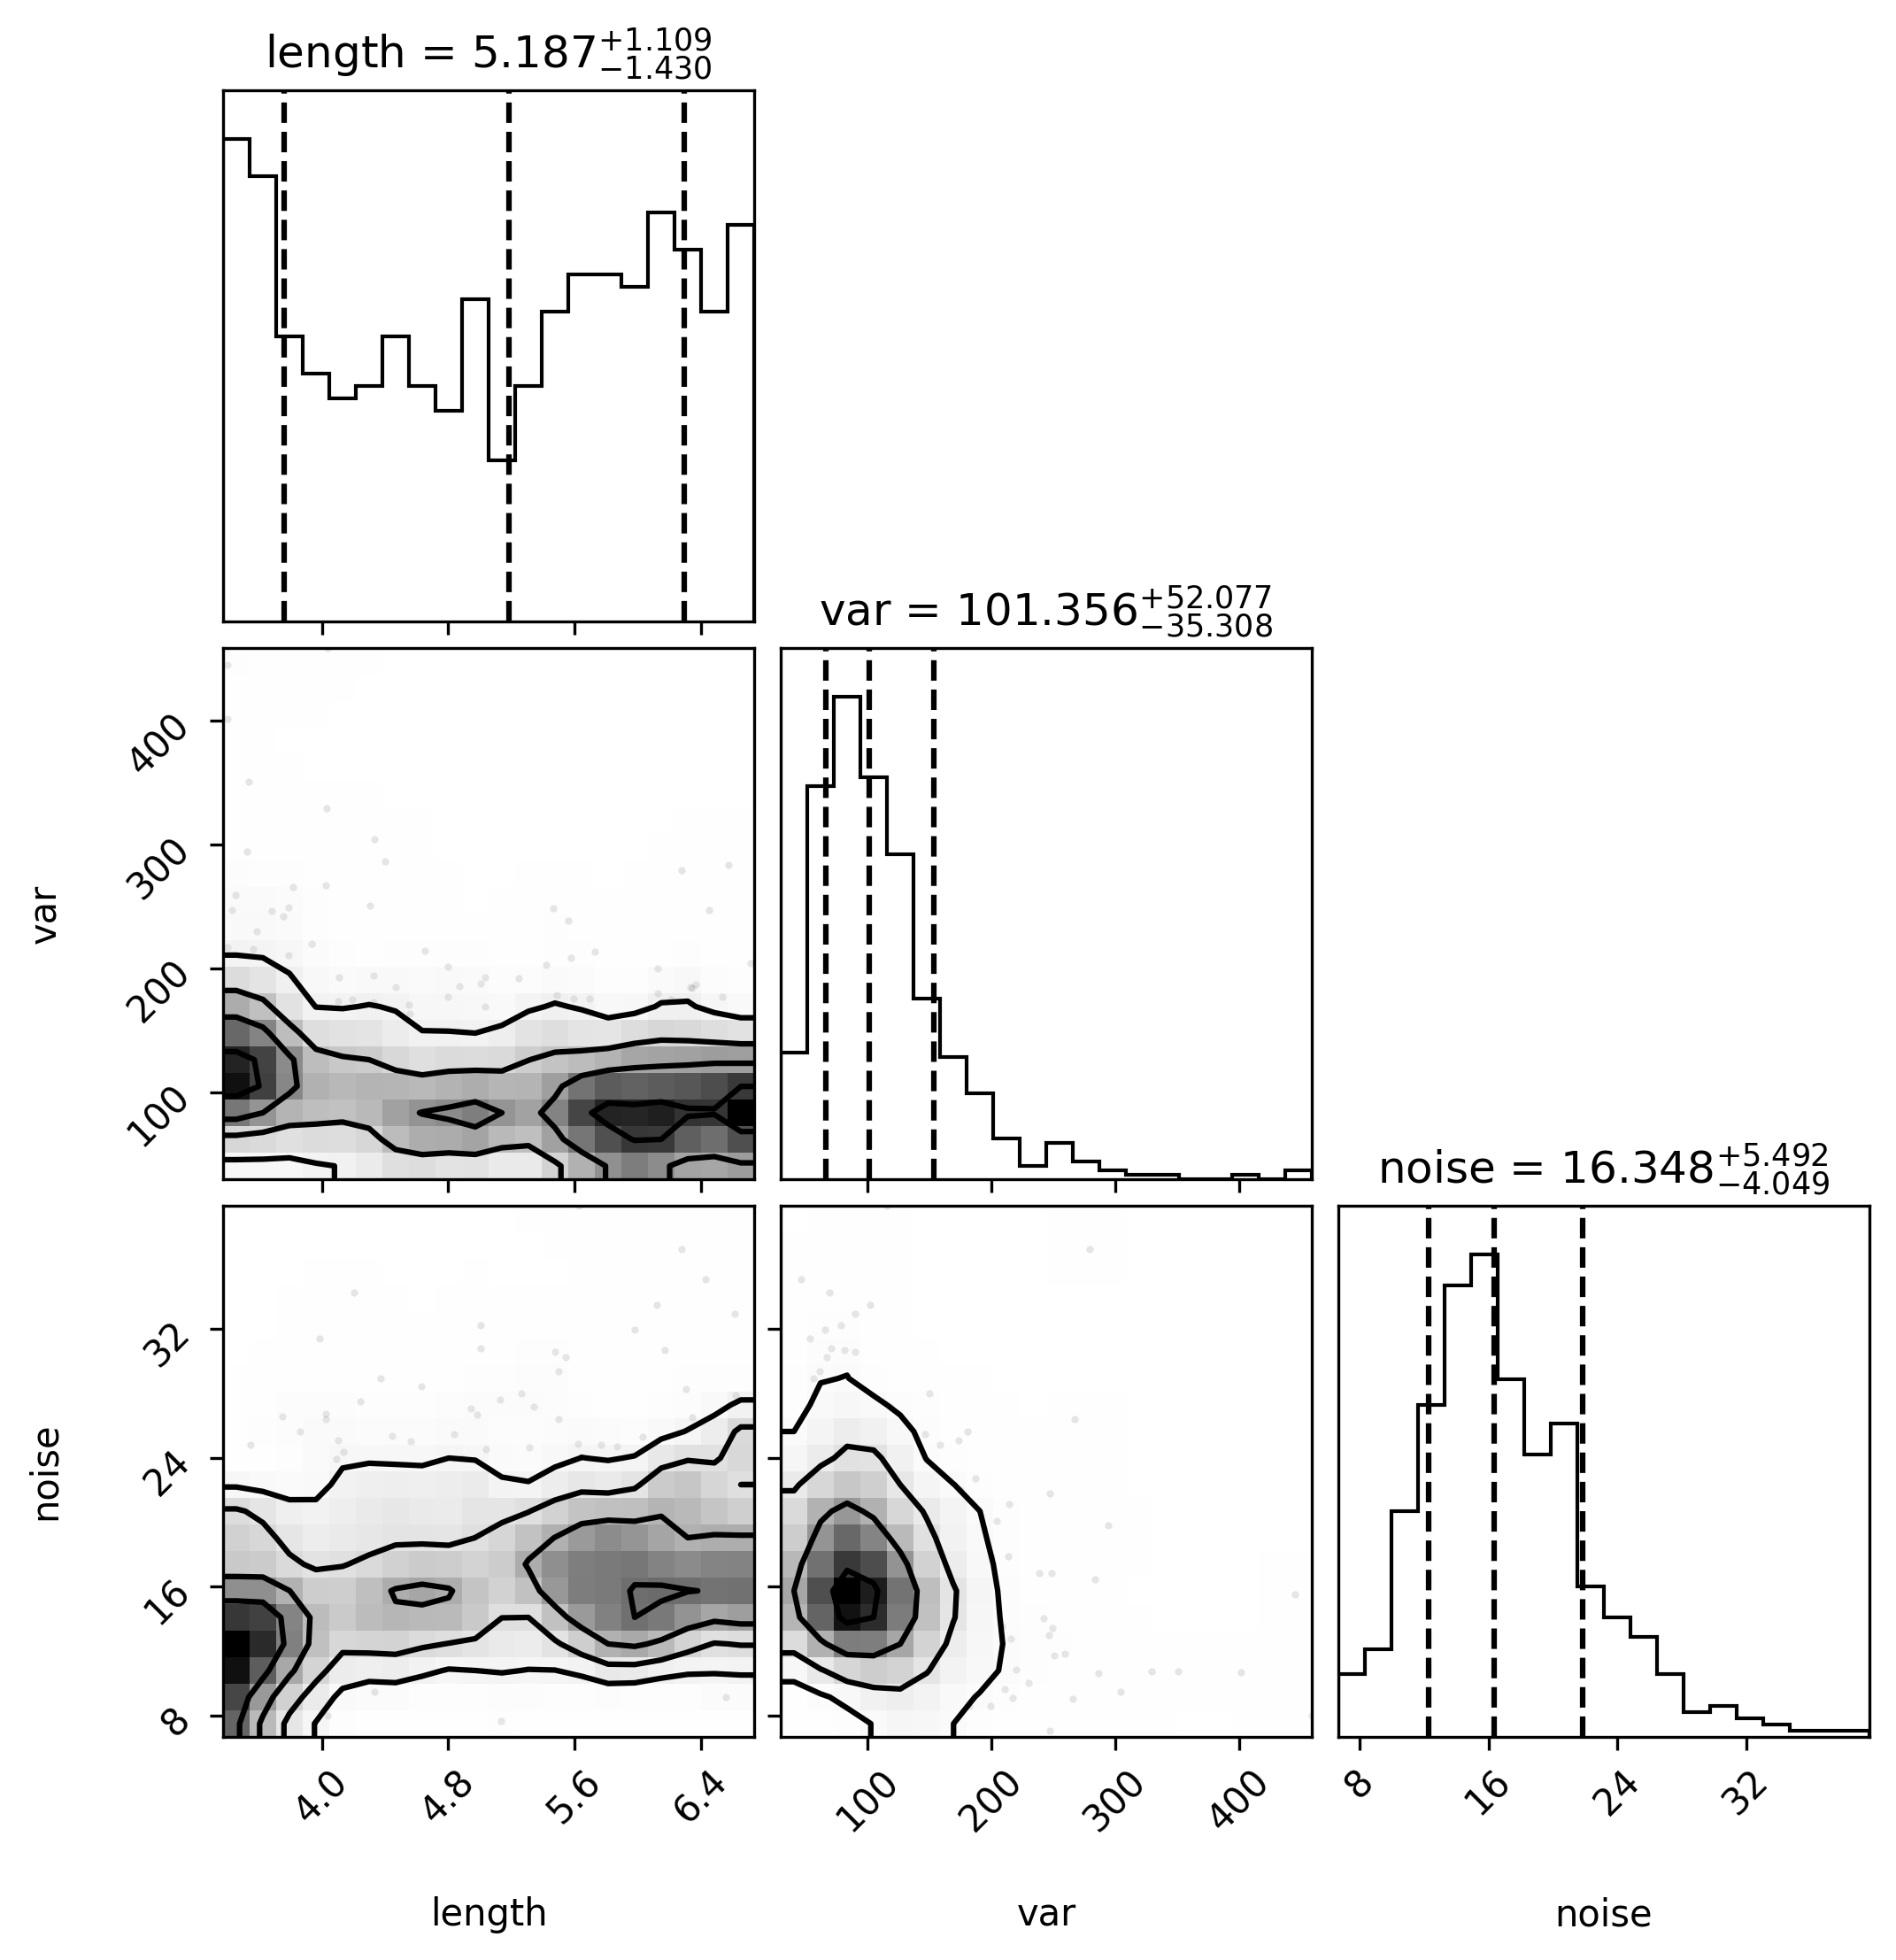 length = 5.187 +1.109 −1.430
var = 101.356 +52.077 −35.308
var
400
300
200
100
noise = 16.348 +5.492 −4.049
noise
32
24
16
8
4.0 4.8 5.6 6.4 100 200 300 400 8 16 24 32
length var noise